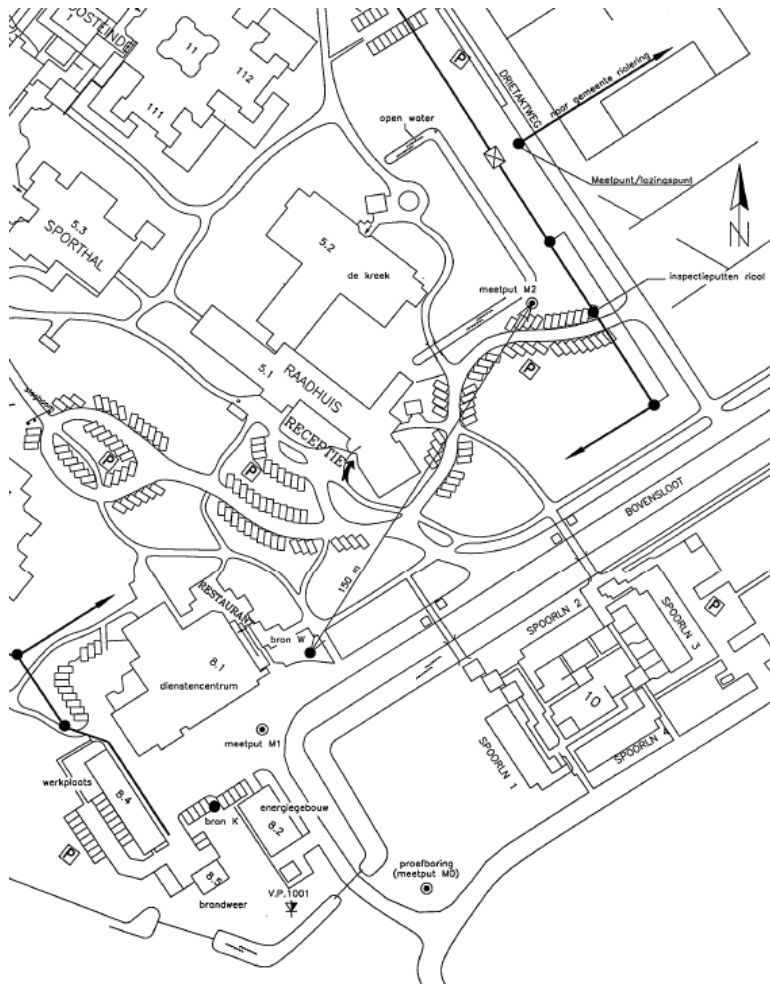 OOSTEINDE
1
11
112
111
P
DRIETAKTWEG
naar gemeente riolering
open water
Meetpunt/lozingspunt
N
5.3
SPORTHAL
5.2
de kreek
meetput M2
inspectieputten riool
5.1
RAADHUIS
P
RECEPTIE
slagboom
P
P
BOVENSLOOT
150 m
RESTAURANT
bron W
SPOORLN 2
SPOORLN 3
P
8.1
dienstencentrum
10
meetput M1
SPOORLN 1
SPOORLN 4
werkplaats
8.4
bron K
energiegebouw
8.2
P
8.5
brandweer
V.P.1001
proefboring
(meetput M0)